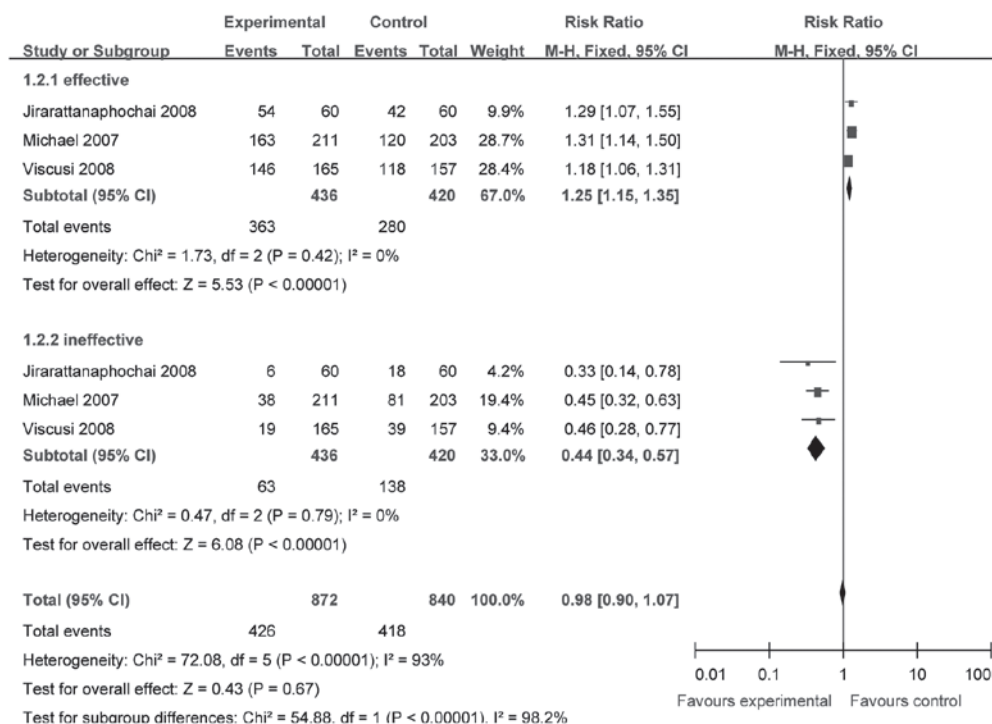 Experimental Control Risk Ratio Risk Ratio
Study or Subgroup Events Total Events Total Weight M-H, Fixed, 95% CI M-H, Fixed, 95% CI
1.2.1 effective
Jirarattanaphochai 2008 54 60 42 60 9.9% 1.29 [1.07, 1.55]
Michael 2007 163 211 120 203 28.7% 1.31 [1.14, 1.50]
Viscusi 2008 146 165 118 157 28.4% 1.18 [1.06, 1.31]
Subtotal (95% CI) 436 420 67.0% 1.25 [1.15, 1.35]
Total events 363 280
Heterogeneity: Chi² = 1.73, df = 2 (P = 0.42); I² = 0%
Test for overall effect: Z = 5.53 (P < 0.00001)
1.2.2 ineffective
Jirarattanaphochai 2008 6 60 18 60 4.2% 0.33 [0.14, 0.78]
Michael 2007 38 211 81 203 19.4% 0.45 [0.32, 0.63]
Viscusi 2008 19 165 39 157 9.4% 0.46 [0.28, 0.77]
Subtotal (95% CI) 436 420 33.0% 0.44 [0.34, 0.57]
Total events 63 138
Heterogeneity: Chi² = 0.47, df = 2 (P = 0.79); I² = 0%
Test for overall effect: Z = 6.08 (P < 0.00001)
Total (95% CI) 872 840 100.0% 0.98 [0.90, 1.07]
Total events 426 418
Heterogeneity: Chi² = 72.08, df = 5 (P < 0.00001); I² = 93%
Test for overall effect: Z = 0.43 (P = 0.67)
Test for subgroup differences: Chi² = 54.88, df = 1 (P < 0.00001), I² = 98.2%
0.01 0.1 1 10 100
Favours experimental Favours control